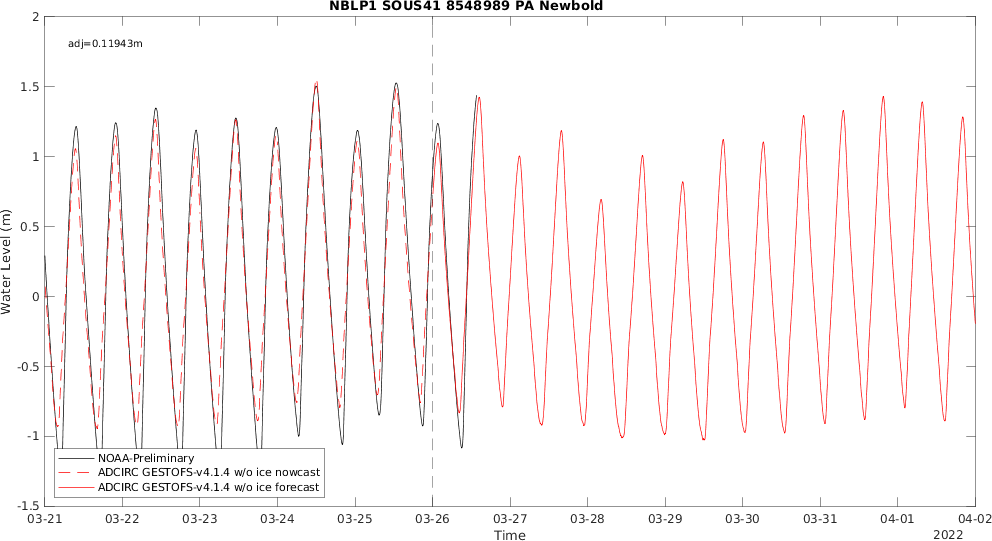 NBLP1 SOUS41 8548989 PA Newbold
adj=0.11943m
2
1.5
1
0.5
0
-0.5
-1
-1.5
Water Level (m)
NOAA-Preliminary
ADCIRC GESTOFS-v4.1.4 w/o ice nowcast
ADCIRC GESTOFS-v4.1.4 w/o ice forecast
03-21 03-22 03-23 03-24 03-25 03-26 03-27 03-28 03-29 03-30 03-31 04-01 04-02
Time
2022